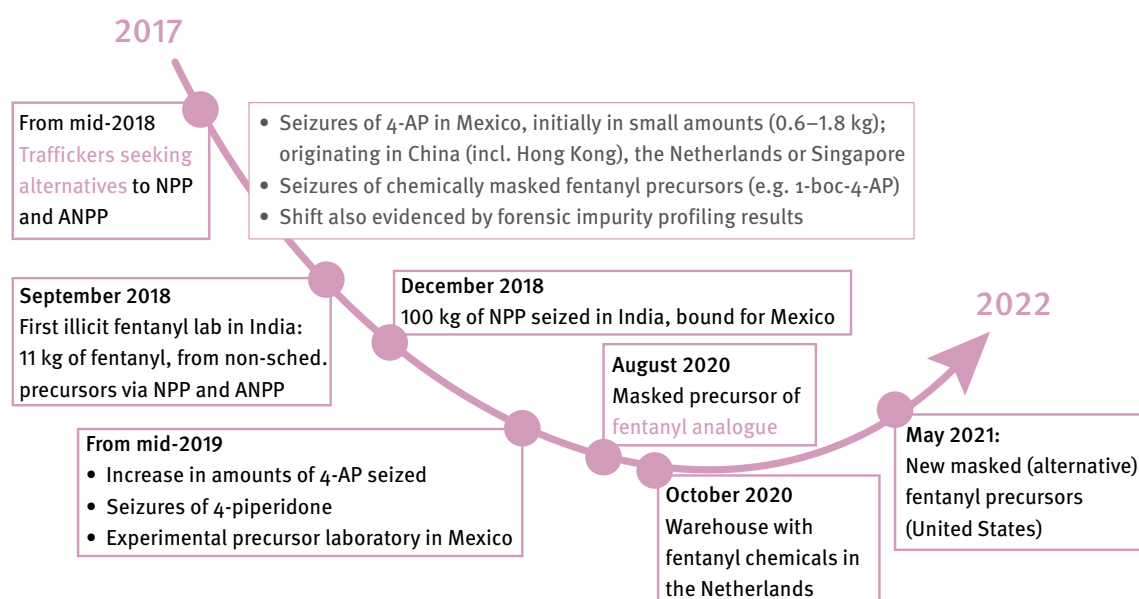 2017
From mid-2018
Traffickers seeking
alternatives to NPP
and ANPP
• Seizures of 4-AP in Mexico, initially in small amounts (0.6–1.8 kg);
originating in China (incl. Hong Kong), the Netherlands or Singapore
• Seizures of chemically masked fentanyl precursors (e.g. 1-boc-4-AP)
• Shift also evidenced by forensic impurity profiling results
September 2018
First illicit fentanyl lab in India:
11 kg of fentanyl, from non-sched.
precursors via NPP and ANPP
December 2018
100 kg of NPP seized in India, bound for Mexico
From mid-2019
• Increase in amounts of 4-AP seized
• Seizures of 4-piperidone
• Experimental precursor laboratory in Mexico
August 2020
Masked precursor of
fentanyl analogue
October 2020
Warehouse with
fentanyl chemicals in
the Netherlands
May 2021:
New masked (alternative)
fentanyl precursors
(United States)
2022